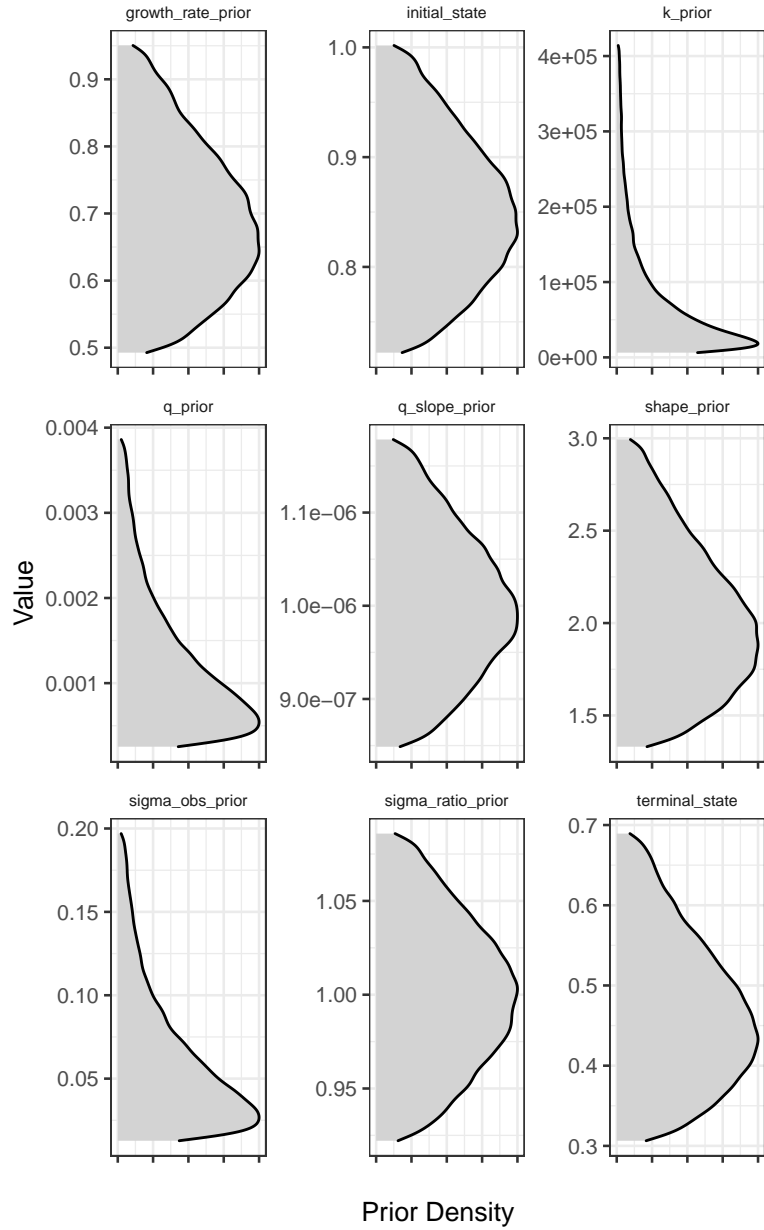 growth_rate_prior
0.9
0.8
0.7
0.6
0.5
initial_state
1.0
0.9
0.8
k_prior
4e+05
3e+05
2e+05
1e+05
0e+00
q_prior
0.004
0.003
0.002
0.001
q_slope_prior
1.1e-06
1.0e-06
9.0e-07
shape_prior
3.0
2.5
2.0
1.5
sigma_obs_prior
0.20
0.15
0.10
0.05
sigma_ratio_prior
1.05
1.00
0.95
terminal_state
0.7
0.6
0.5
0.4
0.3
Value
Prior Density